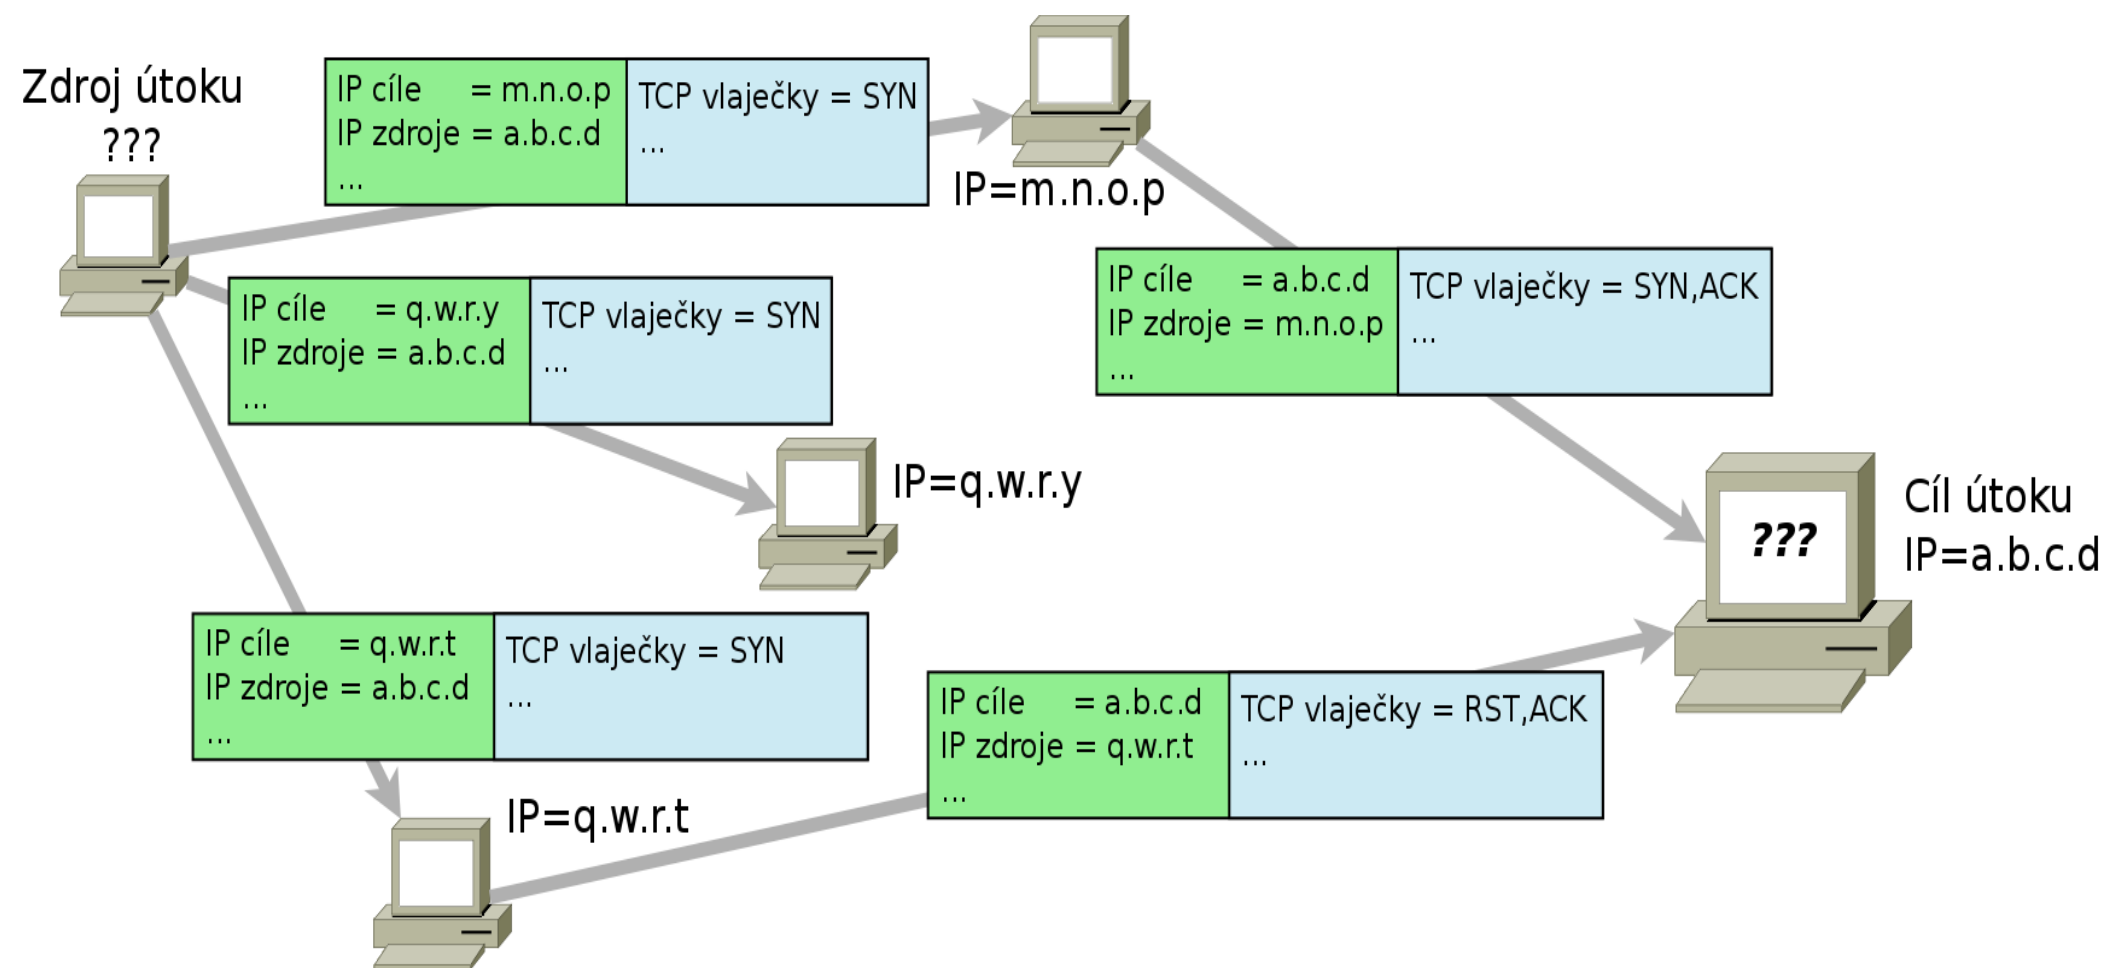 Zdroj útoku
???
IP cíle = m.n.o.p
IP zdroje = a.b.c.d
...
TCP vlaječky = SYN
...
IP=m.n.o.p
IP cíle = q.w.r.y
IP zdroje = a.b.c.d
...
TCP vlaječky = SYN
...
IP cíle = a.b.c.d
IP zdroje = m.n.o.p
...
TCP vlaječky = SYN,ACK
...
IP=q.w.r.y
???
Cíl útoku
IP=a.b.c.d
IP cíle = q.w.r.t
IP zdroje = a.b.c.d
...
TCP vlaječky = SYN
...
IP cíle = a.b.c.d
IP zdroje = q.w.r.t
...
TCP vlaječky = RST,ACK
...
IP=q.w.r.t